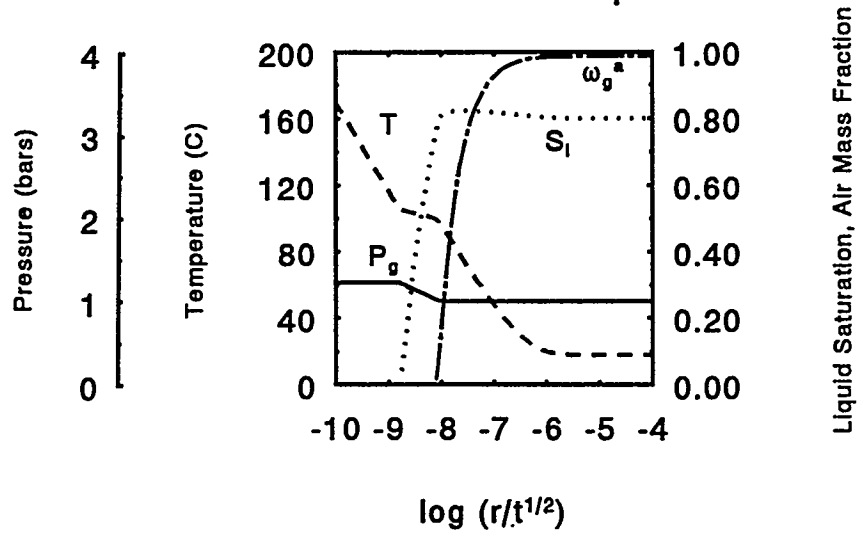 Pressure (bars)
4
3
2
1
0
Temperature (C)
200
160
120
80
40
0
T
P_g
S_l
ω_g^a
1.00
0.80
0.60
0.40
0.20
0.00
Liquid Saturation, Air Mass Fraction
-10 -9 -8 -7 -6 -5 -4
log (r/t^1/2)